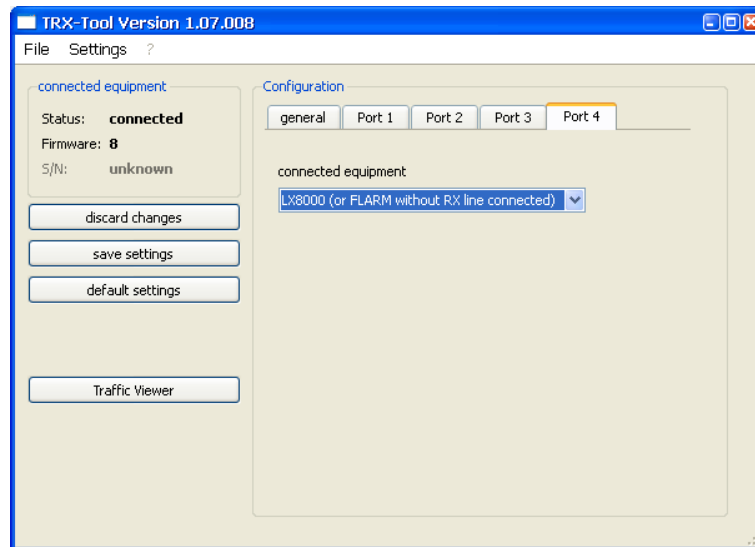 TRX-Tool Version 1.07.008
File Settings ?
connected equipment
Status: connected
Firmware: 8
S/N: unknown
discard changes
save settings
default settings
Traffic Viewer
Configuration
general Port 1 Port 2 Port 3 Port 4
connected equipment
LX8000 (or FLARM without RX line connected)